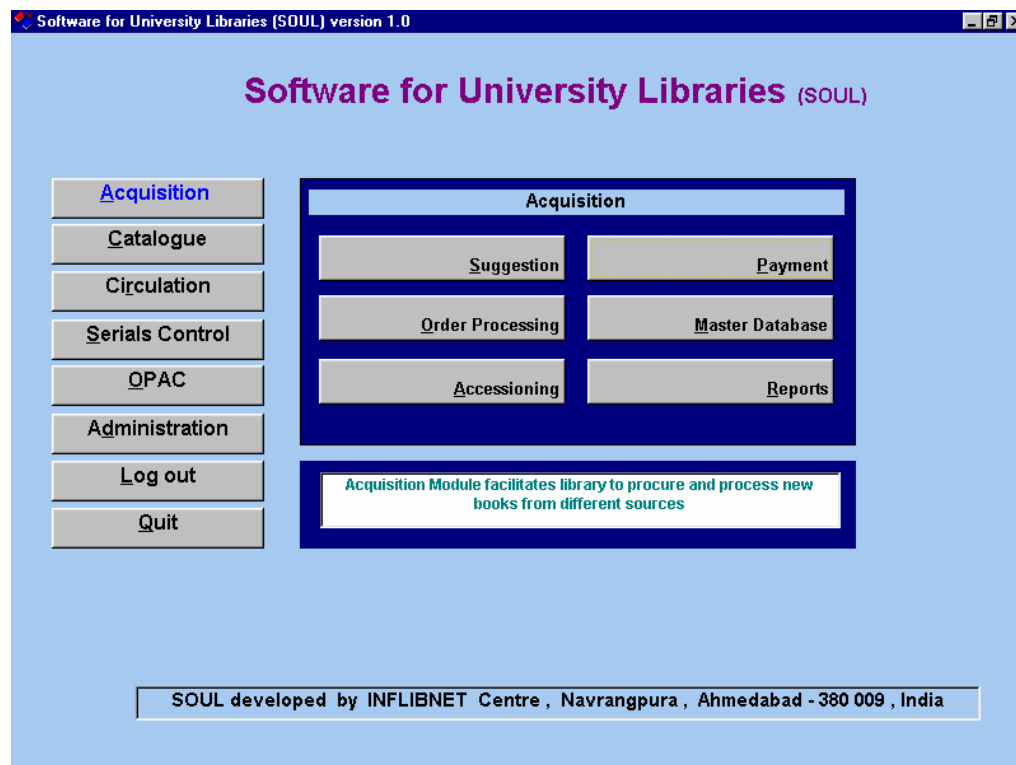 Software for University Libraries (SOUL) version 1.0
Software for University Libraries (SOUL)
Acquisition
Catalogue
Circulation
Serials Control
OPAC
Administration
Log out
Quit
Acquisition
Suggestion
Payment
Order Processing
Master Database
Accessioning
Reports
Acquisition Module facilitates library to procure and process new
books from different sources
SOUL developed by INFLIBNET Centre , Navrangpura , Ahmedabad - 380 009 , India